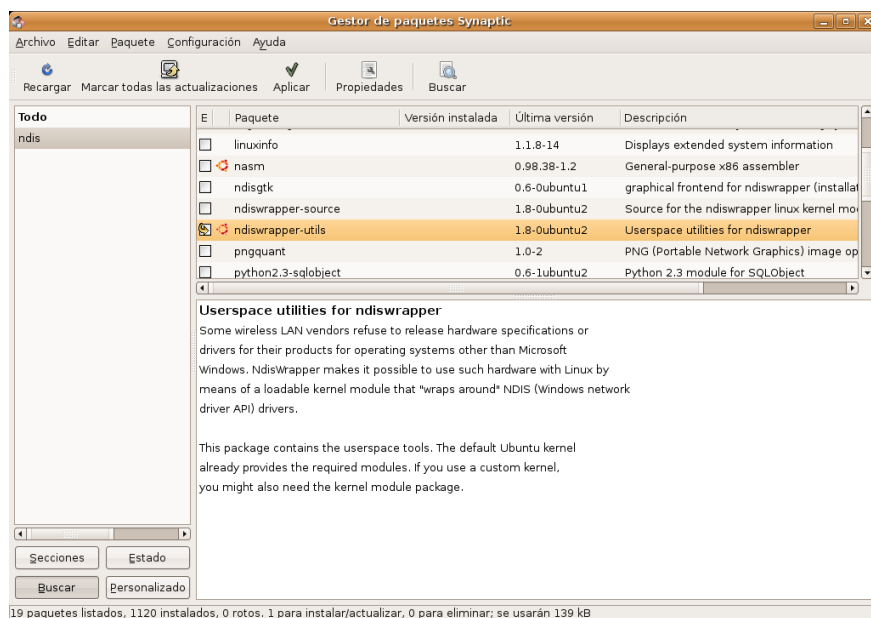 Gestor de paquetes Synaptic
Archivo Editar Paquete Configuración Ayuda
Recargar Marcar todas las actualizaciones Aplicar Propiedades Buscar
Todo
ndis
E Paquete Versión instalada Última versión Descripción
linuxinfo 1.1.8-14 Displays extended system information
nasm 0.98.38-1.2 General-purpose x86 assembler
ndisgtk 0.6-0ubuntu1 graphical frontend for ndiswrapper (installat
ndiswrapper-source 1.8-0ubuntu2 Source for the ndiswrapper linux kernel mo
ndiswrapper-utils 1.8-0ubuntu2 Userspace utilities for ndiswrapper
pngquant 1.0-2 PNG (Portable Network Graphics) image op
python2.3-sqlobject 0.6-1ubuntu2 Python 2.3 module for SQLObject
Userspace utilities for ndiswrapper
Some wireless LAN vendors refuse to release hardware specifications or
drivers for their products for operating systems other than Microsoft
Windows. NdisWrapper makes it possible to use such hardware with Linux by
means of a loadable kernel module that "wraps around" NDIS (Windows network
driver API) drivers.
This package contains the userspace tools. The default Ubuntu kernel
already provides the required modules. If you use a custom kernel,
you might also need the kernel module package.
Secciones Estado
Buscar Personalizado
19 paquetes listados, 1120 instalados, 0 rotos. 1 para instalar/actualizar, 0 para eliminar; se usarán 139 kB